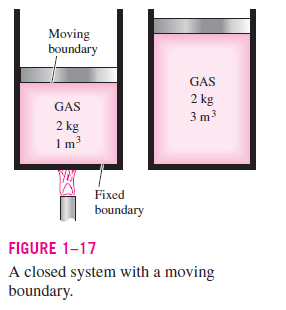 Moving
boundary
GAS
2 kg
1 m³
GAS
2 kg
3 m³
Fixed
boundary
FIGURE 1–17
A closed system with a moving
boundary.